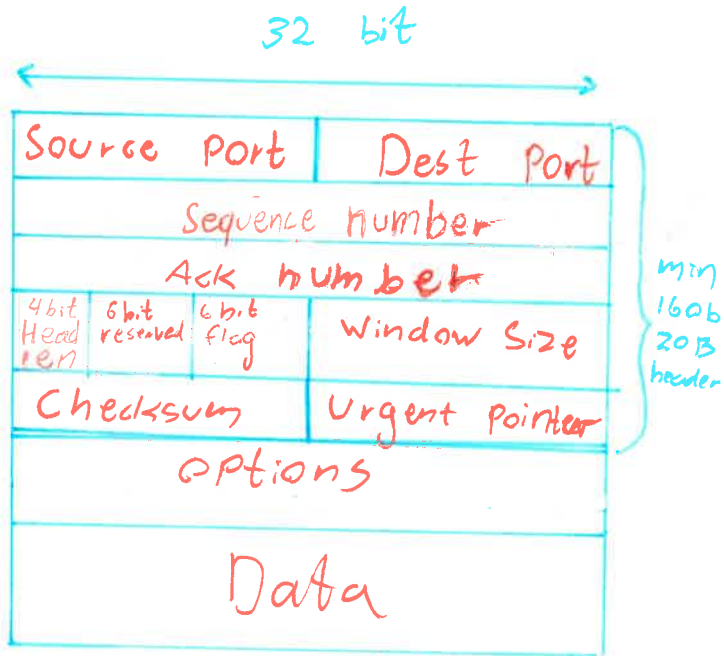 32 bit
Source Port Dest Port
Sequence number
Ack number
4bit Head len 6bit reserved 6bit flag Window Size
Checksum Urgent pointer
min
160b
20B
header
options
Data